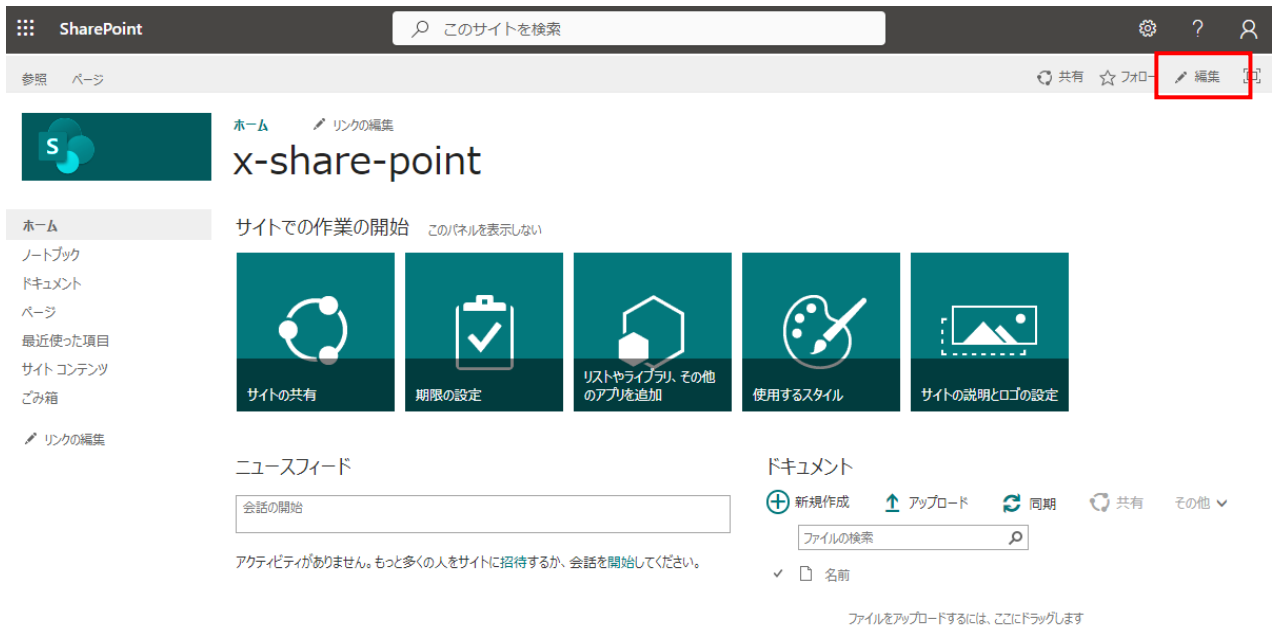 SharePoint
このサイトを検索
?
参照 ページ
共有 フォロー 編集
S
ホーム リンクの編集
x-share-point
ホーム
ノートブック
ドキュメント
ページ
最近使った項目
サイト コンテンツ
ごみ箱
リンクの編集
サイトでの作業の開始 このパネルを表示しない
サイトの共有
期限の設定
リストやライブラリ、その他
のアプリを追加
使用するスタイル
サイトの説明とロゴの設定
ニュースフィード
会話の開始
アクティビティがありません。もっと多くの人をサイトに招待するか、会話を開始してください。
ドキュメント
新規作成 アップロード 同期 共有 その他
ファイルの検索
名前
ファイルをアップロードするには、ここにドラッグします